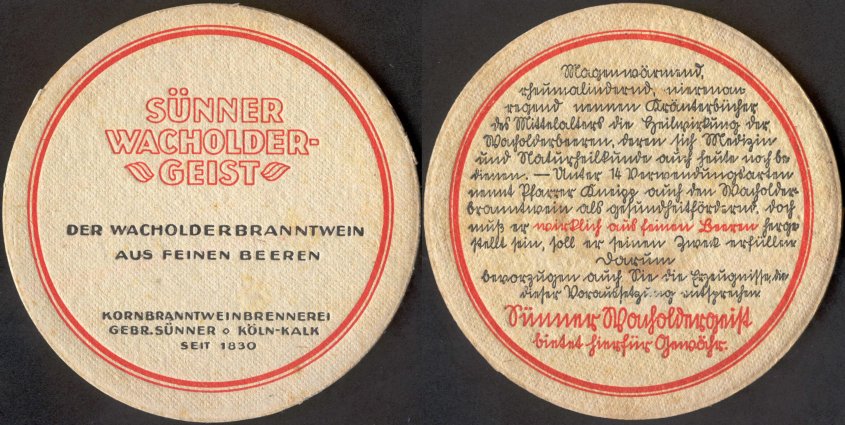 SÜNNER
WACHOLDER-
GEIST
DER WACHOLDERBRANNTWEIN
AUS FEINEN BEEREN
KORNBRANNTWEINBRENNEREI
GEBR. SÜNNER ⋄ KÖLN-KALK
SEIT 1830
Magenwärmend,
rheumalindernd, nierenan-
regend nennen Kräuterbücher
des Mittelalters die Heilwirkung der
Wacholderbeeren, deren sich Medizin
und Naturheilkunde auch heute noch be-
dienen. — Unter 14 Verwendungsarten
nennt Pfarrer Kneipp auch den Wacholder-
branntwein als gesundheitfördernd, doch
muß er wirklich aus feinen Beeren herge-
stellt sein, soll er seinen Zweck erfüllen
Darum
bevorzugen auch Sie die Erzeugnisse, die
dieser Voraussetzung entsprechen
Sünner Wacholdergeist
bietet hierfür Gewähr.